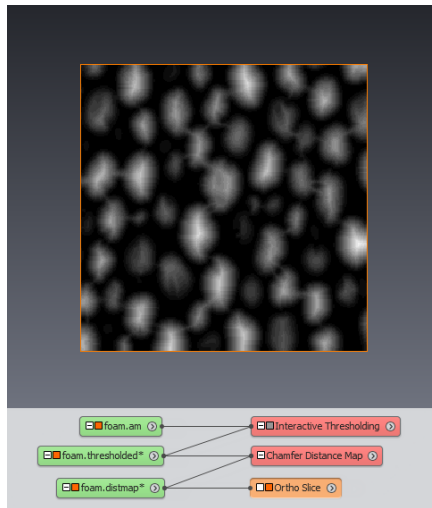 foam.am Interactive Thresholding
foam.thresholded* Chamfer Distance Map
foam.distmap* Ortho Slice